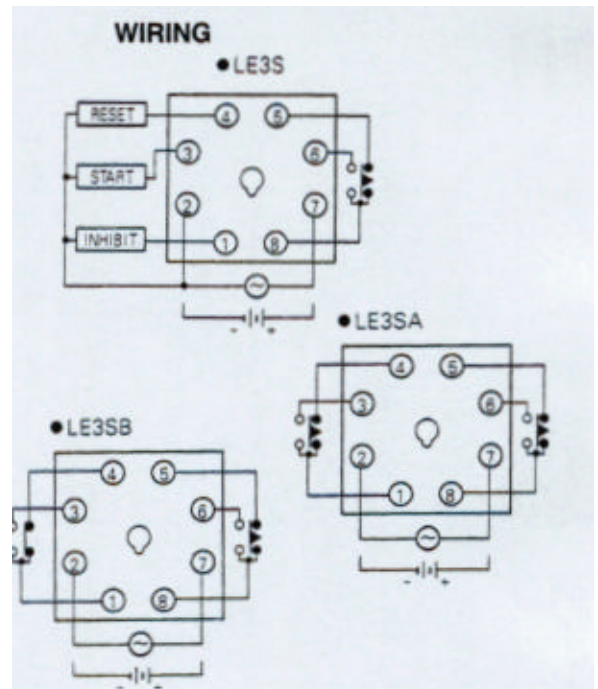 WIRING
● LE3S
RESET 4 5
START 3 6
2 7
INHIBIT 1 8
~
- +
● LE3SA
4 5
3 6
2 7
1 8
~
- +
● LE3SB
4 5
3 6
2 7
1 8
~
- +